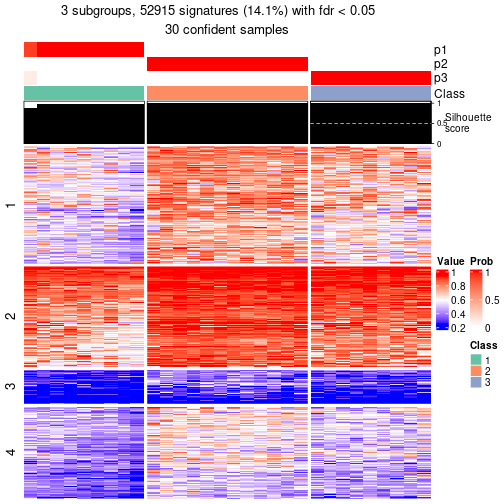 3 subgroups, 52915 signatures (14.1%) with fdr < 0.05
30 confident samples
p1
p2
p3
Class
1
0.5
0
Silhouette
score
1
2
3
4
Value
1
0.8
0.6
0.4
0.2
Prob
1
0.5
0
Class
1
2
3